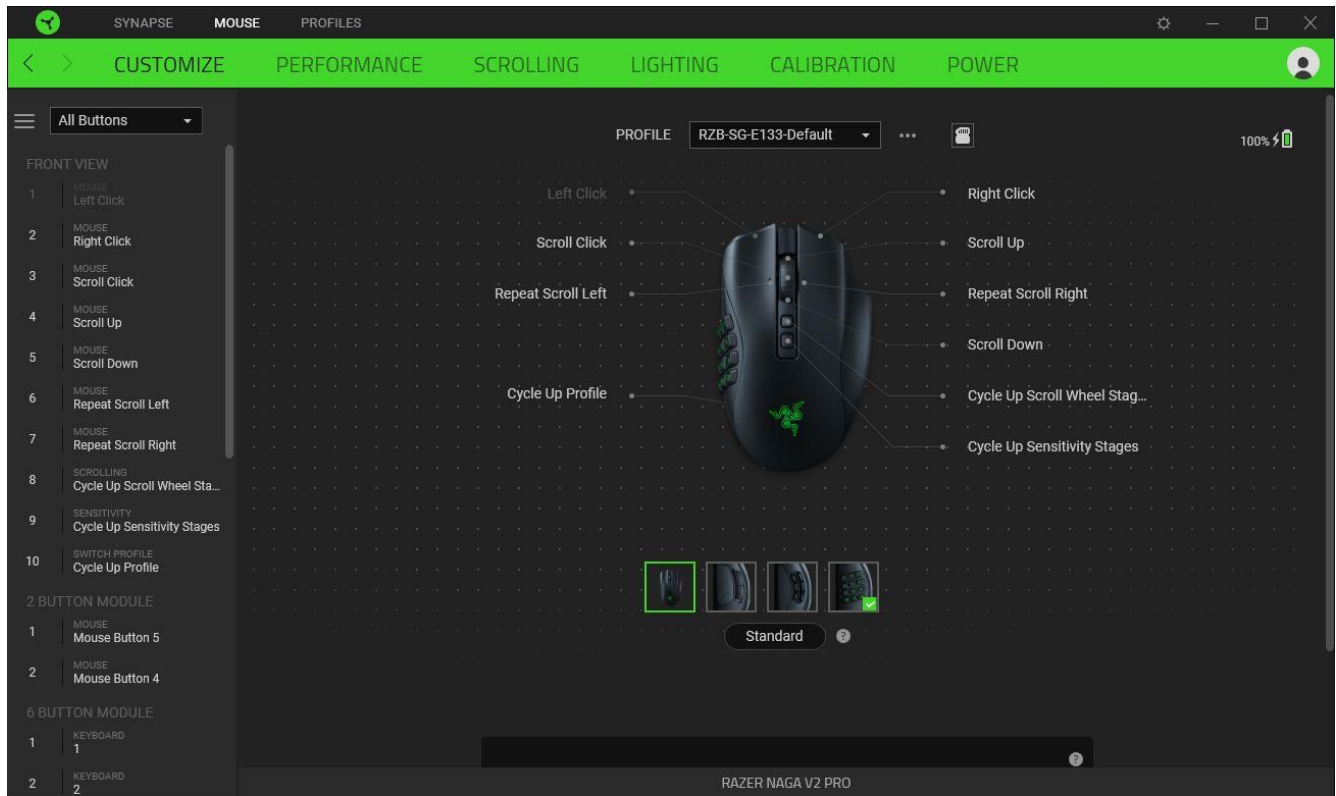 SYNAPSE MOUSE PROFILES
CUSTOMIZE PERFORMANCE SCROLLING LIGHTING CALIBRATION POWER
All Buttons
FRONT VIEW
1 MOUSE
Left Click
2 MOUSE
Right Click
3 MOUSE
Scroll Click
4 MOUSE
Scroll Up
5 MOUSE
Scroll Down
6 MOUSE
Repeat Scroll Left
7 MOUSE
Repeat Scroll Right
8 SCROLLING
Cycle Up Scroll Wheel Sta...
9 SENSITIVITY
Cycle Up Sensitivity Stages
10 SWITCH PROFILE
Cycle Up Profile
2 BUTTON MODULE
1 MOUSE
Mouse Button 5
2 MOUSE
Mouse Button 4
6 BUTTON MODULE
1 KEYBOARD
1
2 KEYBOARD
2
PROFILE RZB-SG-E133-Default
100%
Left Click
Right Click
Scroll Click
Scroll Up
Repeat Scroll Left
Repeat Scroll Right
Scroll Down
Cycle Up Profile
Cycle Up Scroll Wheel Stag...
Cycle Up Sensitivity Stages
Standard ?
?
RAZER NAGA V2 PRO